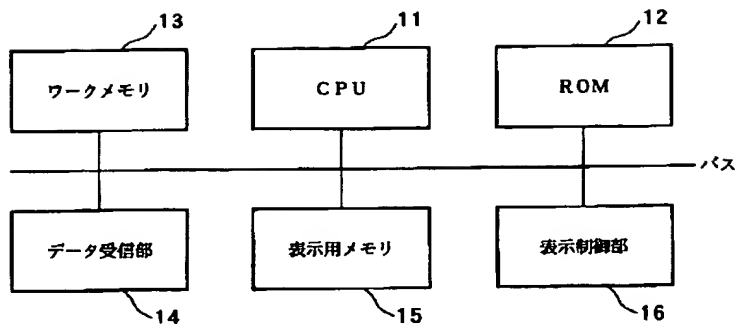 13
11
12
ワークメモリ
CPU
ROM
バス
データ受信部
表示用メモリ
表示制御部
14
15
16